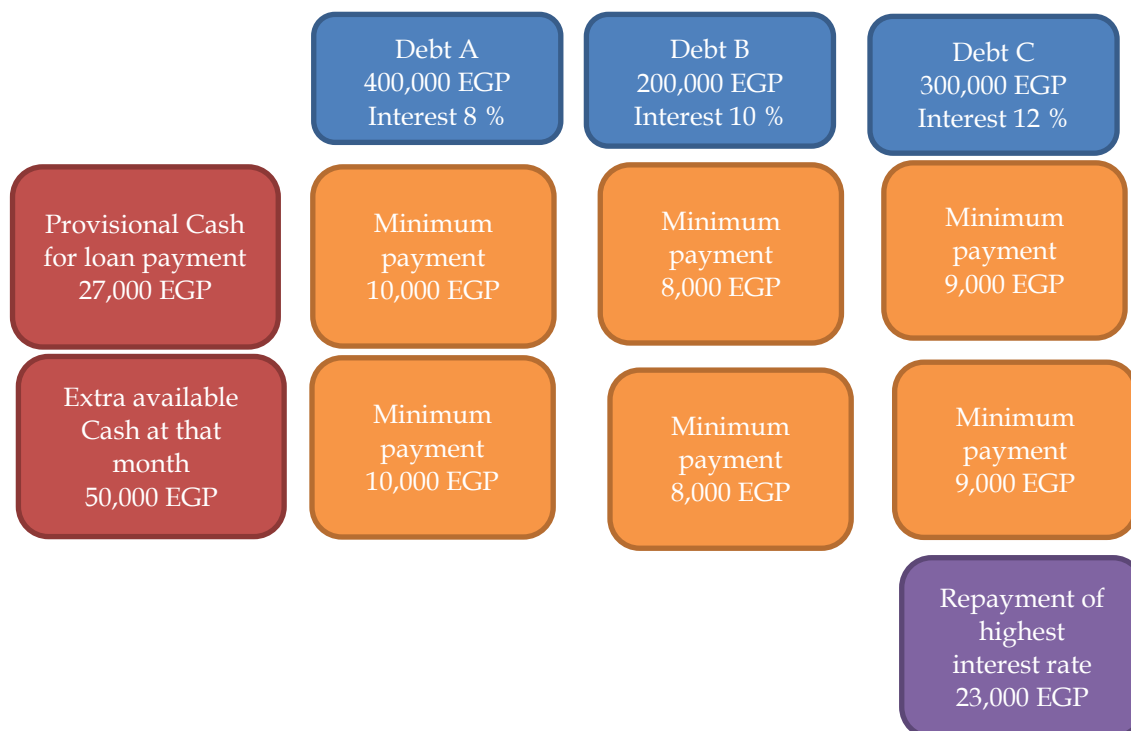 Debt A
400,000 EGP
Interest 8 %
Debt B
200,000 EGP
Interest 10 %
Debt C
300,000 EGP
Interest 12 %
Provisional Cash
for loan payment
27,000 EGP
Minimum
payment
10,000 EGP
Minimum
payment
8,000 EGP
Minimum
payment
9,000 EGP
Extra available
Cash at that
month
50,000 EGP
Minimum
payment
10,000 EGP
Minimum
payment
8,000 EGP
Minimum
payment
9,000 EGP
Repayment of
highest
interest rate
23,000 EGP